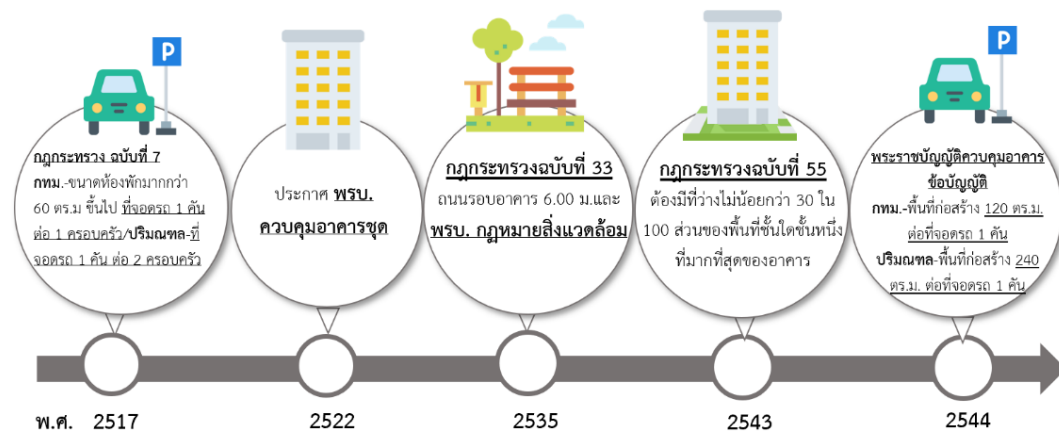 P
กฎกระทรวง ฉบับที่ 7
กทม.-ขนาดห้องพักมากกว่า
60 ตร.ม ขึ้นไป ที่จอดรถ 1 คัน
ต่อ 1 ครอบครัว/ปริมณฑล-ที่
จอดรถ 1 คัน ต่อ 2 ครอบครัว
ประกาศ พรบ.
ควบคุมอาคารชุด
กฎกระทรวงฉบับที่ 33
ถนนรอบอาคาร 6.00 ม.และ
พรบ. กฎหมายสิ่งแวดล้อม
กฎกระทรวงฉบับที่ 55
ต้องมีที่ว่างไม่น้อยกว่า 30 ใน
100 ส่วนของพื้นที่ชั้นใดชั้นหนึ่ง
ที่มากที่สุดของอาคาร
P
พระราชบัญญัติควบคุมอาคาร
ข้อบัญญัติ
กทม.-พื้นที่ก่อสร้าง 120 ตร.ม.
ต่อที่จอดรถ 1 คัน
ปริมณฑล-พื้นที่ก่อสร้าง 240
ตร.ม. ต่อที่จอดรถ 1 คัน
พ.ศ. 2517 2522 2535 2543 2544